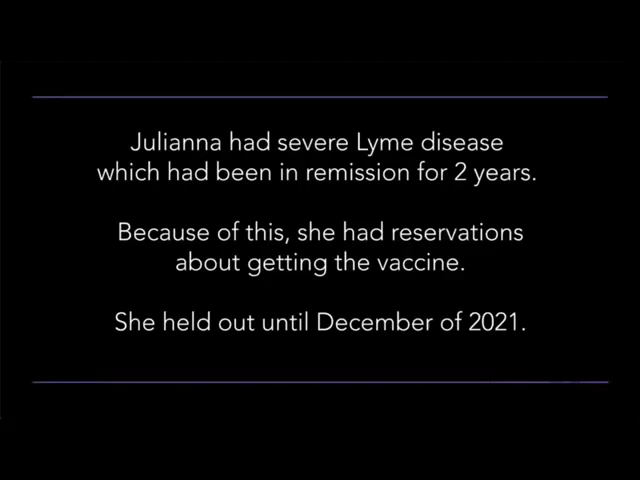 Julianna had severe Lyme disease
which had been in remission for 2 years.
Because of this, she had reservations
about getting the vaccine.
She held out until December of 2021.